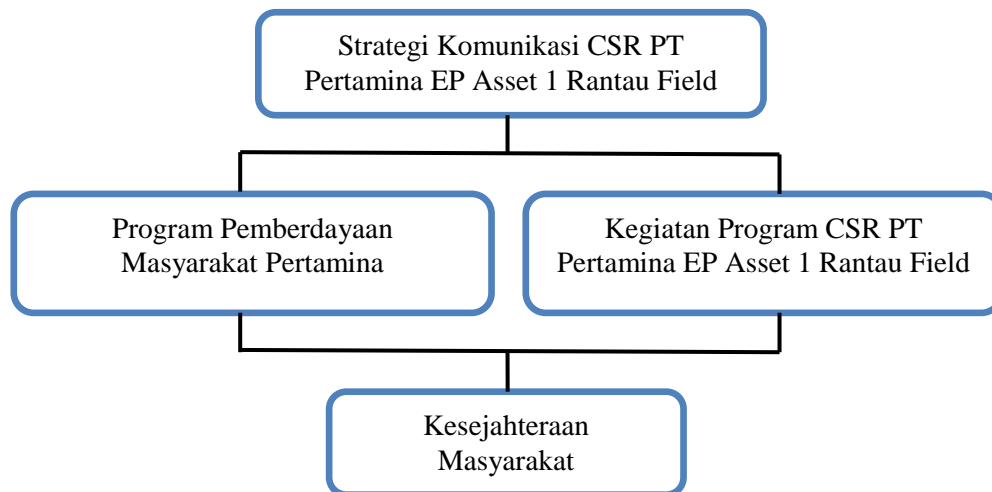 Strategi Komunikasi CSR PT
Pertamina EP Asset 1 Rantau Field
Program Pemberdayaan
Masyarakat Pertamina
Kegiatan Program CSR PT
Pertamina EP Asset 1 Rantau Field
Kesejahteraan
Masyarakat